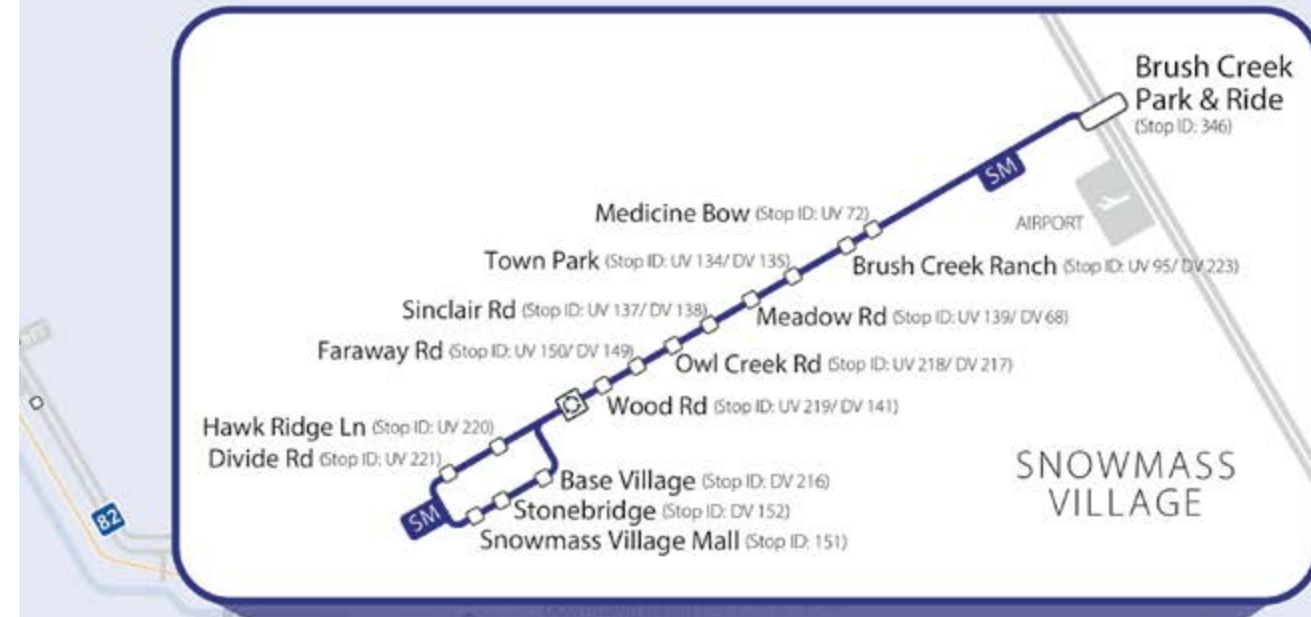 Brush Creek
Park & Ride
(Stop ID: 346)
SM
Medicine Bow (Stop ID: UV 72)
AIRPORT
Town Park (Stop ID: UV 134/ DV 135)
Brush Creek Ranch (Stop ID: UV 95/ DV 223)
Sinclair Rd (Stop ID: UV 137/ DV 138)
Meadow Rd (Stop ID: UV 139/ DV 68)
Faraway Rd (Stop ID: UV 150/ DV 149)
Owl Creek Rd (Stop ID: UV 218/ DV 217)
Wood Rd (Stop ID: UV 219/ DV 141)
Hawk Ridge Ln (Stop ID: UV 220)
Divide Rd (Stop ID: UV 221)
SNOWMASS
VILLAGE
Base Village (Stop ID: DV 216)
Stonebridge (Stop ID: DV 152)
SM
82
Snowmass Village Mall (Stop ID: 151)